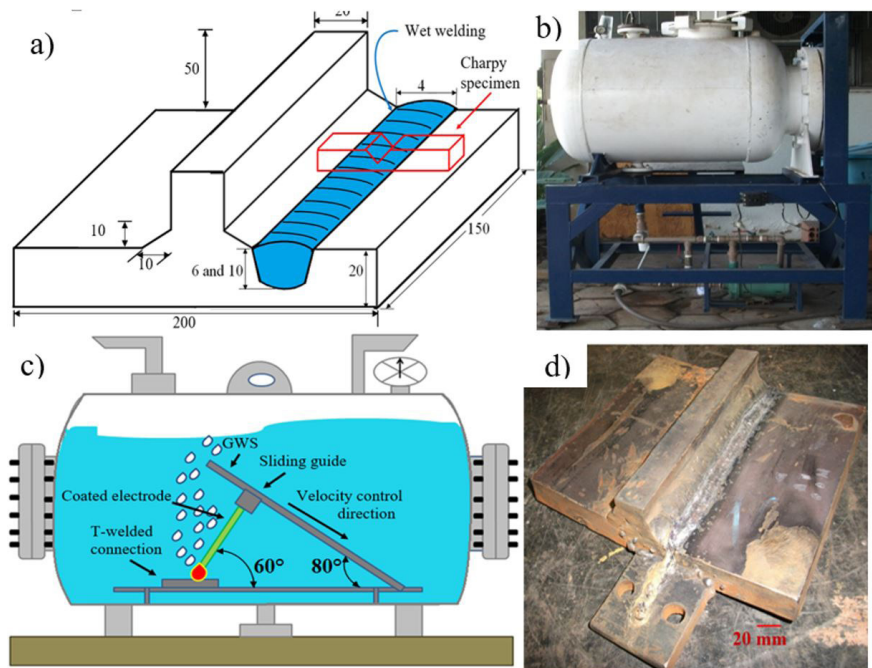 a)
20
50
Wet welding
4
Charpy
specimen
10
10
6 and 10
20
150
200
b)
c)
GWS
Sliding guide
Coated electrode
Velocity control
direction
T-welded
connection
60°
80°
d)
20 mm